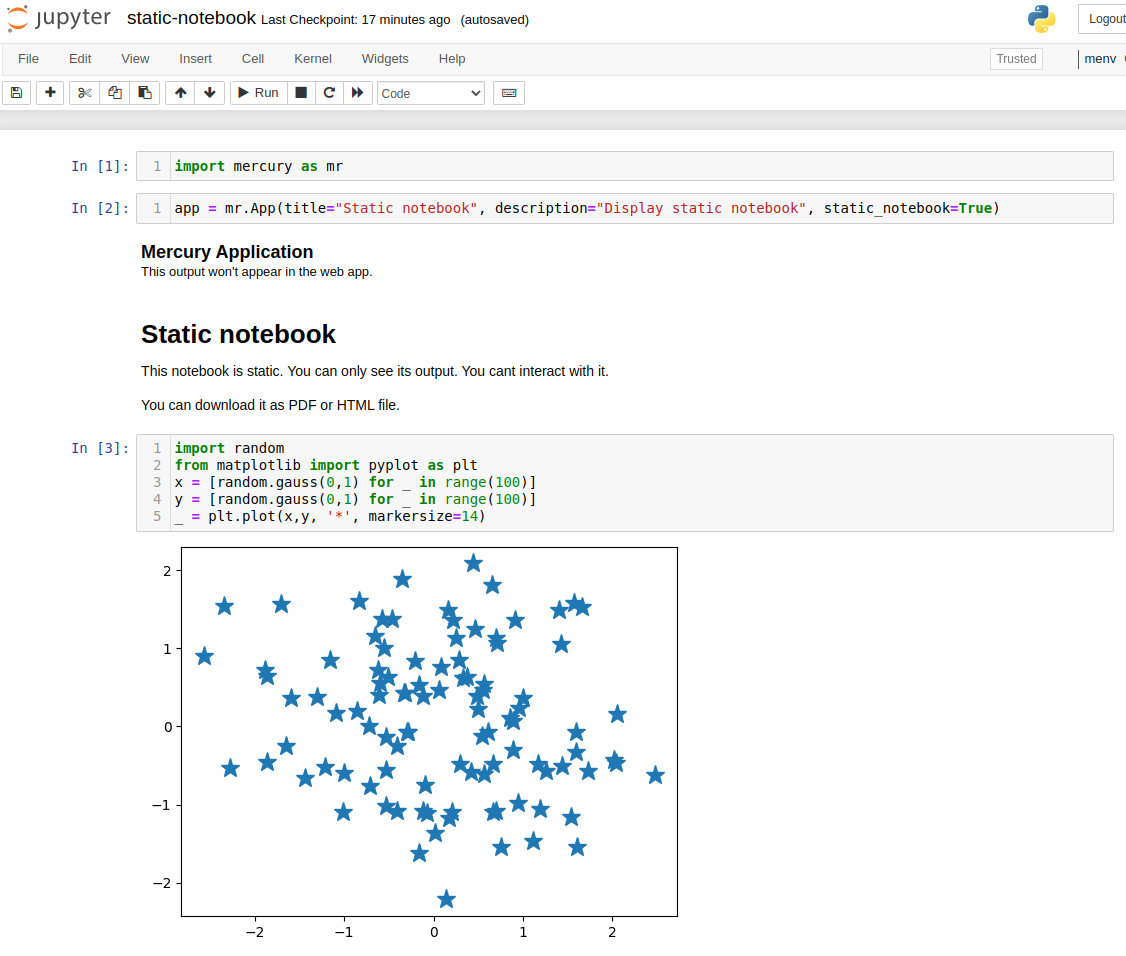 jupyter static-notebook Last Checkpoint: 17 minutes ago (autosaved) Logout
File Edit View Insert Cell Kernel Widgets Help Trusted menv
Run Code
In [1]: 1 import mercury as mr
In [2]: 1 app = mr.App(title="Static notebook", description="Display static notebook", static_notebook=True)
Mercury Application
This output won't appear in the web app.
Static notebook
This notebook is static. You can only see its output. You cant interact with it.
You can download it as PDF or HTML file.
In [3]: 1 import random
2 from matplotlib import pyplot as plt
3 x = [random.gauss(0,1) for _ in range(100)]
4 y = [random.gauss(0,1) for _ in range(100)]
5 _ = plt.plot(x,y, '*', markersize=14)
2
1
0
−1
−2
−2 −1 0 1 2